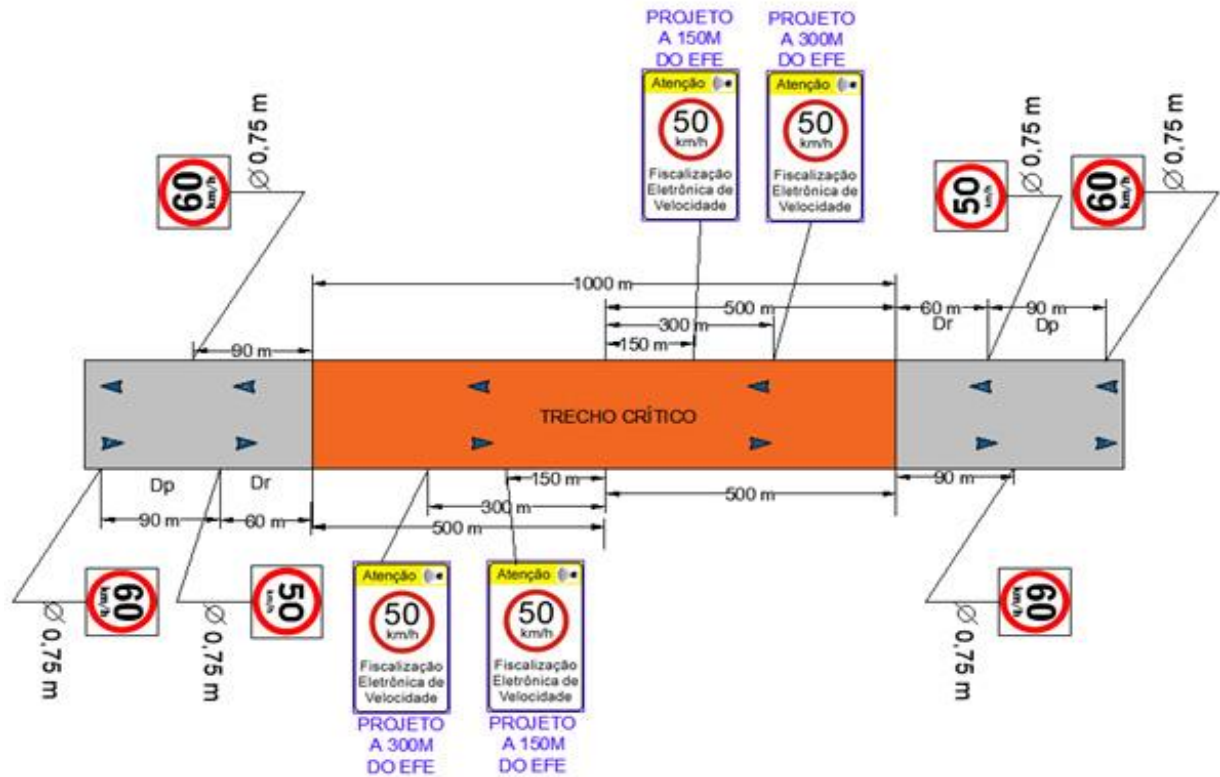 PROJETO
A 150M
DO EFE
PROJETO
A 300M
DO EFE
Atenção
50
km/h
Fiscalização
Eletrônica de
Velocidade
Atenção
50
km/h
Fiscalização
Eletrônica de
Velocidade
60
km/h
Ø 0,75 m
50
km/h
Ø 0,75 m
60
km/h
Ø 0,75 m
1000 m
500 m
60 m
90 m
300 m
Dr
Dp
150 m
90 m
TRECHO CRÍTICO
Dp
Dr
150 m
90 m
90 m
60 m
300 m
500 m
500 m
60
km/h
Ø 0,75 m
50
km/h
Ø 0,75 m
Atenção
50
km/h
Fiscalização
Eletrônica de
Velocidade
PROJETO
A 300M
DO EFE
Atenção
50
km/h
Fiscalização
Eletrônica de
Velocidade
PROJETO
A 150M
DO EFE
60
km/h
Ø 0,75 m